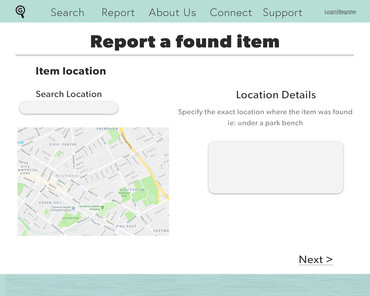 Search Report About Us Connect Support Login|Register
Report a found item
Item location
Search Location
Location Details
Specify the exact location where the item was found
ie: under a park bench
Next >